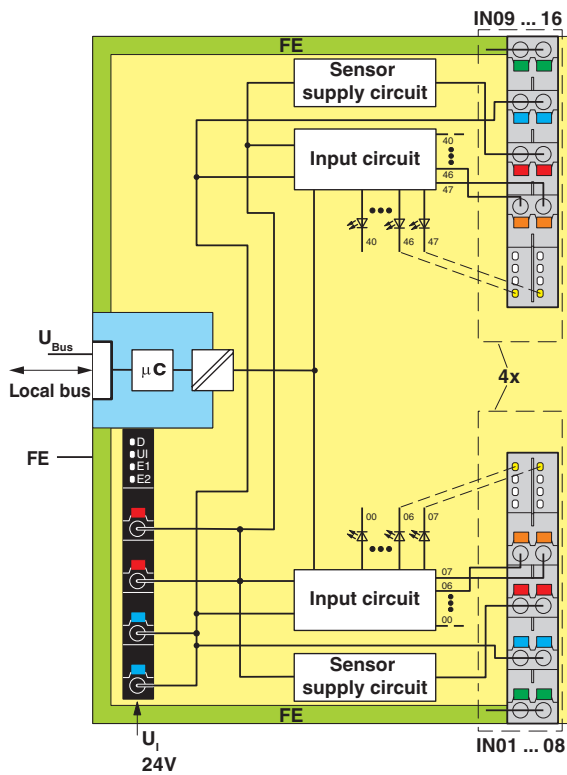 IN09 ... 16
FE
Sensor
supply circuit
Input circuit
40
46
47
40
46
47
U Bus
μC
Local bus
4x
FE
D
UI
E1
E2
00
06
07
Input circuit
07
06
00
Sensor
supply circuit
FE
UI
24V
IN01 ... 08